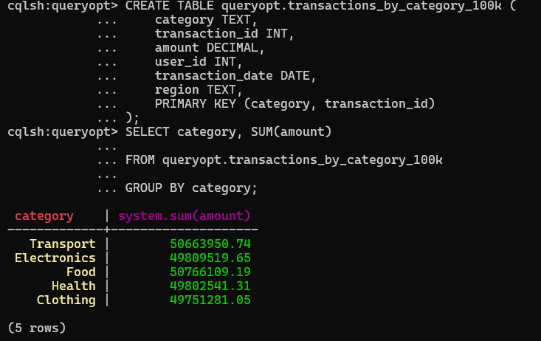 cqlsh:queryopt> CREATE TABLE queryopt.transactions_by_category_100k (
            ...     category TEXT,
            ...     transaction_id INT,
            ...     amount DECIMAL,
            ...     user_id INT,
            ...     transaction_date DATE,
            ...     region TEXT,
            ...     PRIMARY KEY (category, transaction_id)
            ... );
cqlsh:queryopt> SELECT category, SUM(amount)
            ...
            ... FROM queryopt.transactions_by_category_100k
            ...
            ... GROUP BY category;
 category    | system.sum(amount)
-------------+--------------------
   Transport |        50663950.74
 Electronics |        49809519.65
        Food |        50766109.19
      Health |        49802541.31
    Clothing |        49751281.05
(5 rows)